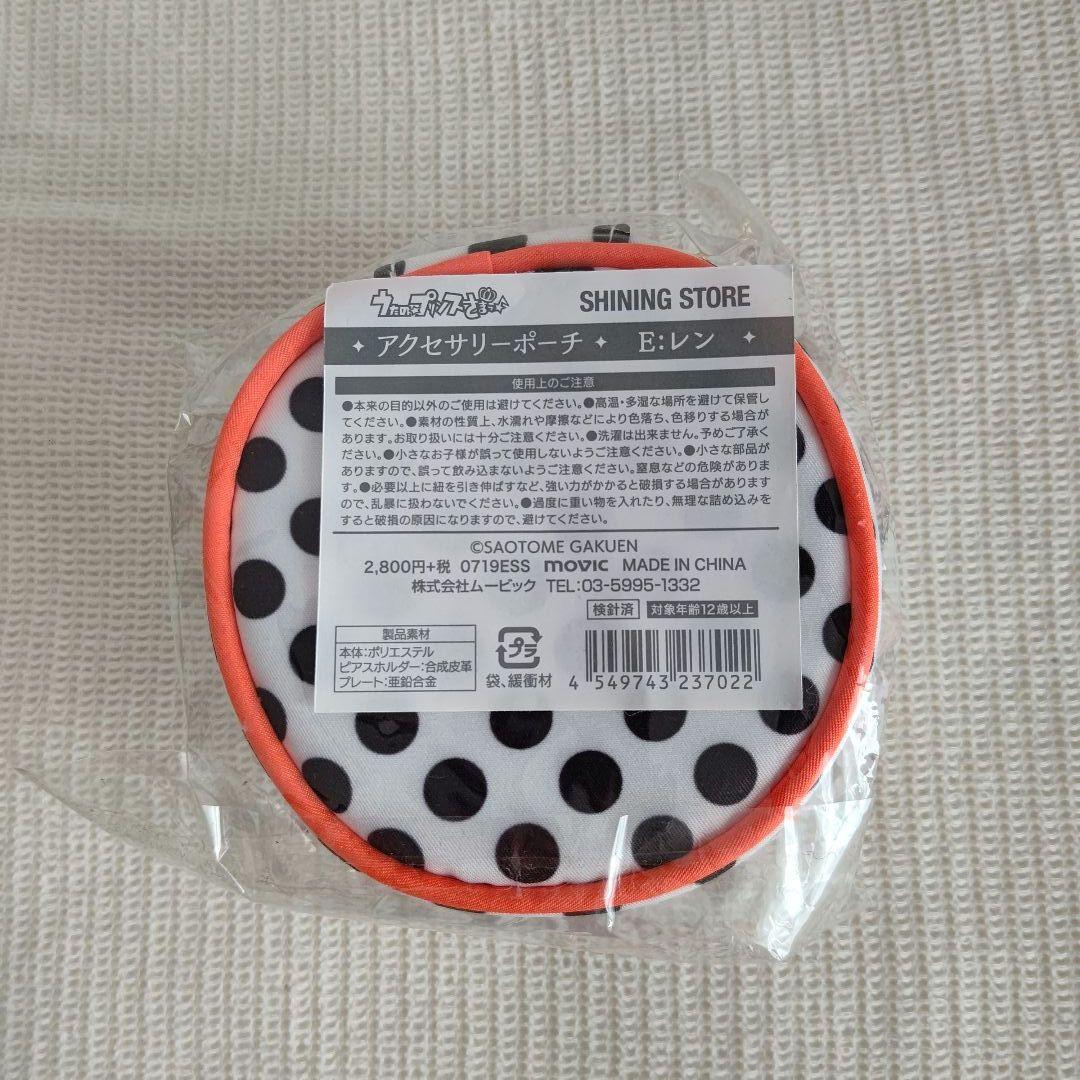 うたの☆プリンスさまっ♪ SHINING STORE
アクセサリーポーチ E:レン
使用上のご注意
●本来の目的以外のご使用は避けてください。●高温・多湿な場所を避けて保管し
てください。●素材の性質上、水濡れや摩擦などにより色落ち、色移りする場合が
あります。お取り扱いには十分ご注意ください。●洗濯は出来ません。予めご了承く
ださい。●小さなお子様が誤って使用しないようご注意ください。●小さな部品が
ありますので、誤って飲み込まないようご注意ください。窒息などの危険がありま
す。●必要以上に紐を引き伸ばすなど、強い力がかかると破損する場合があります
ので、乱暴に扱わないでください。●過度に重い物を入れたり、無理な詰め込みを
すると破損の原因になりますので、避けてください。
©SAOTOME GAKUEN
2,800円+税 0719ESS movic MADE IN CHINA
株式会社ムービック TEL:03-5995-1332
検針済 対象年齢12歳以上
製品素材
本体:ポリエステル
ピアスホルダー:合成皮革
プレート:亜鉛合金
プラ
袋、緩衝材
4 549743 237022